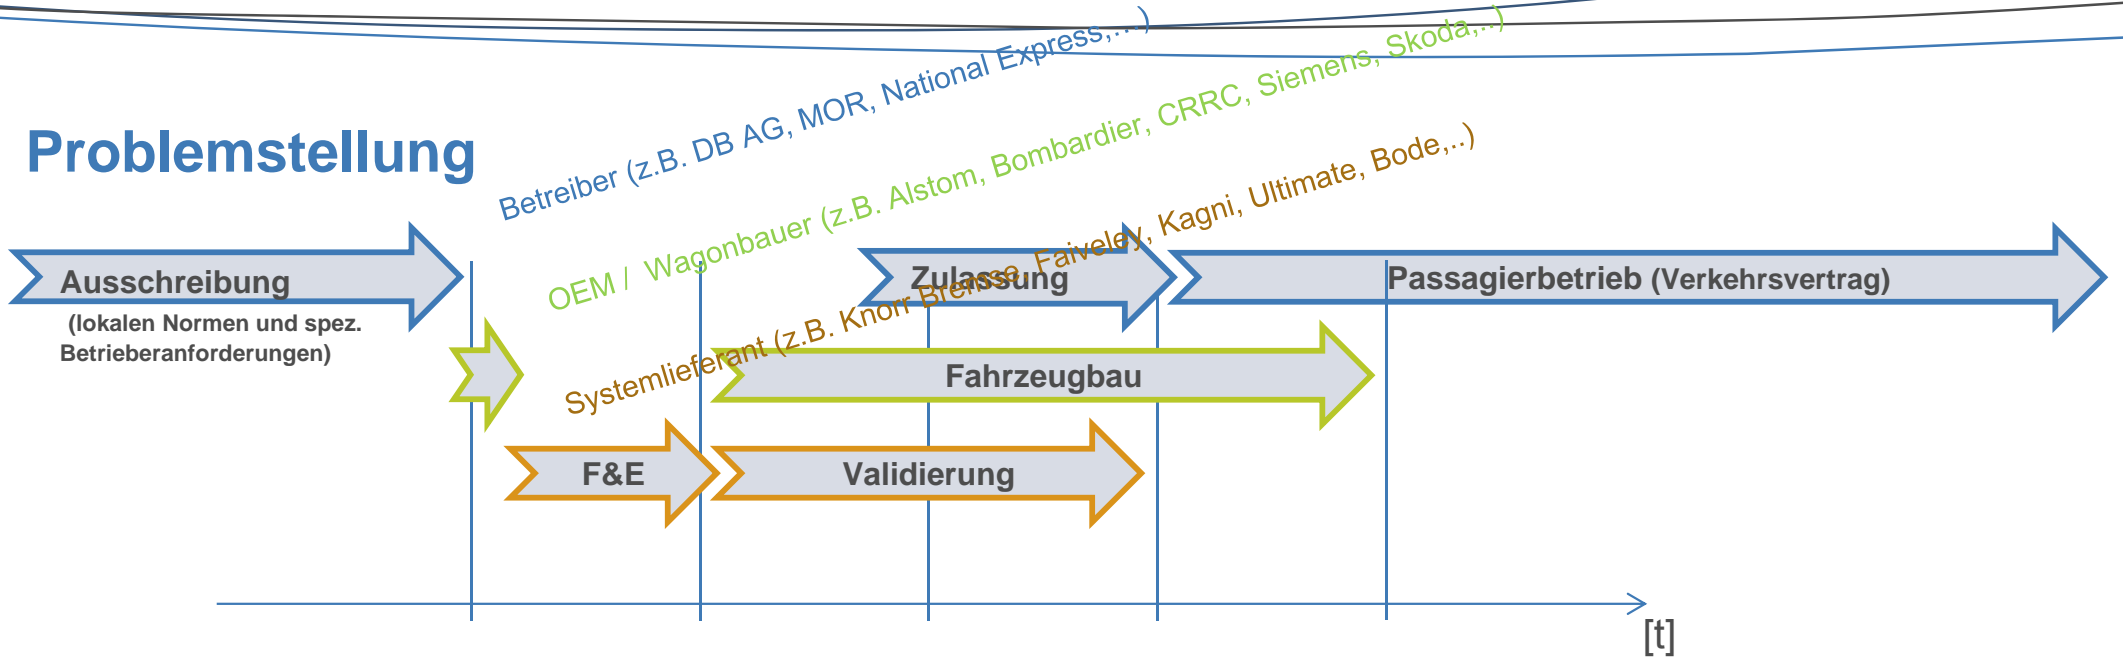 Problemstellung
Betreiber (z.B. DB AG, MOR, National Express,…)
OEM / Wagonbauer (z.B. Alstom, Bombardier, CRRC, Siemens, Skoda,..)
Systemlieferant (z.B. Knorr Bremse, Faiveley, Kagni, Ultimate, Bode,..)
Ausschreibung
(lokalen Normen und spez.
Betrieberanforderungen)
Zulassung
Passagierbetrieb (Verkehrsvertrag)
Fahrzeugbau
F&E
Validierung
[t]